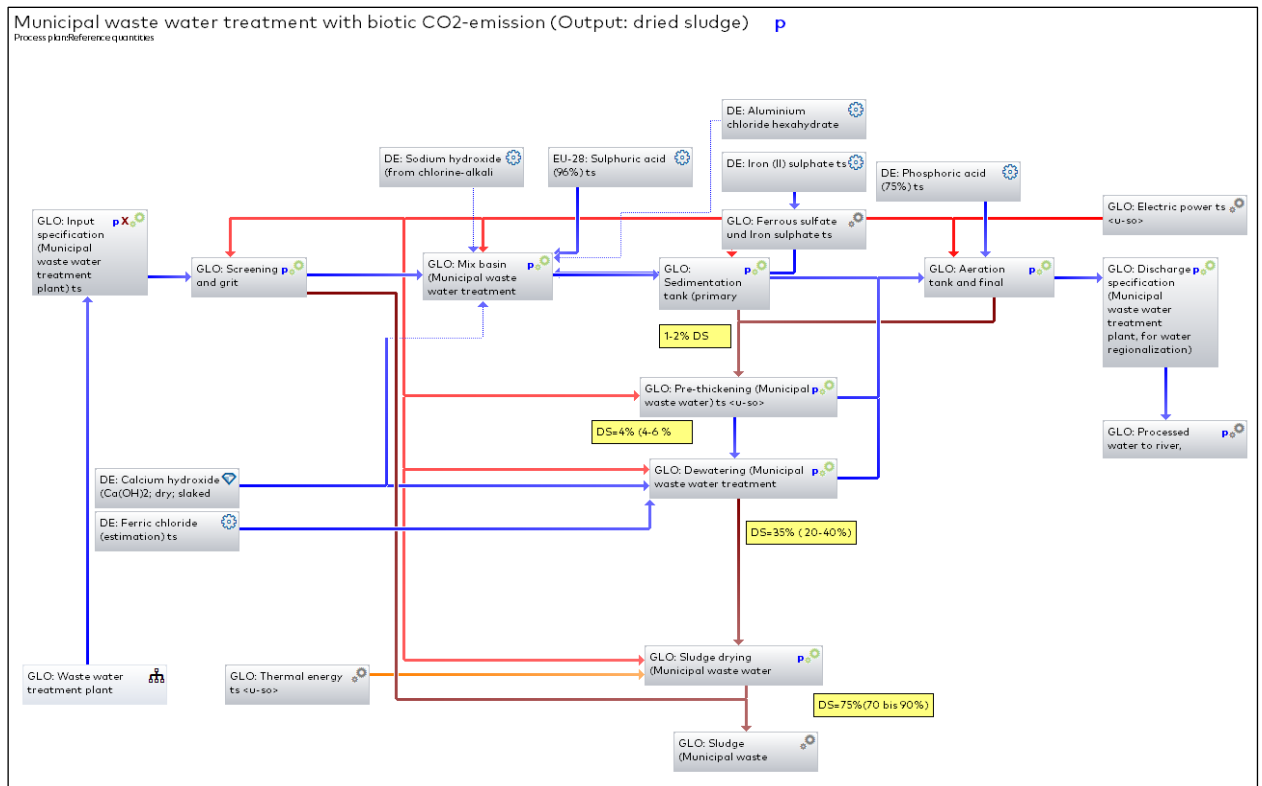 Municipal waste water treatment with biotic CO2-emission (Output: dried sludge) p
Process plan:Reference quantities
DE: Aluminium
chloride hexahydrate
DE: Sodium hydroxide
(from chlorine-alkali
EU-28: Sulphuric acid
(96%) ts
DE: Iron (II) sulphate ts
DE: Phosphoric acid
(75%) ts
GLO: Input
specification
(Municipal
waste water
treatment
plant) ts
p X
GLO: Ferrous sulfate
und Iron sulphate ts
GLO: Electric power ts
<u-so>
GLO: Screening
and grit
p
GLO: Mix basin
(Municipal waste
water treatment
p
GLO:
Sedimentation
tank (primary
p
GLO: Aeration
tank and final
p
GLO: Discharge
specification
(Municipal
waste water
treatment
plant, for water
regionalization)
p
1-2% DS
GLO: Pre-thickening (Municipal
waste water) ts <u-so>
p
DS=4% (4-6 %
GLO: Processed
water to river,
p
GLO: Dewatering (Municipal
waste water treatment
p
DE: Calcium hydroxide
(Ca(OH)2; dry; slaked
DE: Ferric chloride
(estimation) ts
DS=35% ( 20-40%)
GLO: Sludge drying
(Municipal waste water
p
GLO: Waste water
treatment plant
GLO: Thermal energy
ts <u-so>
DS=75%(70 bis 90%)
GLO: Sludge
(Municipal waste